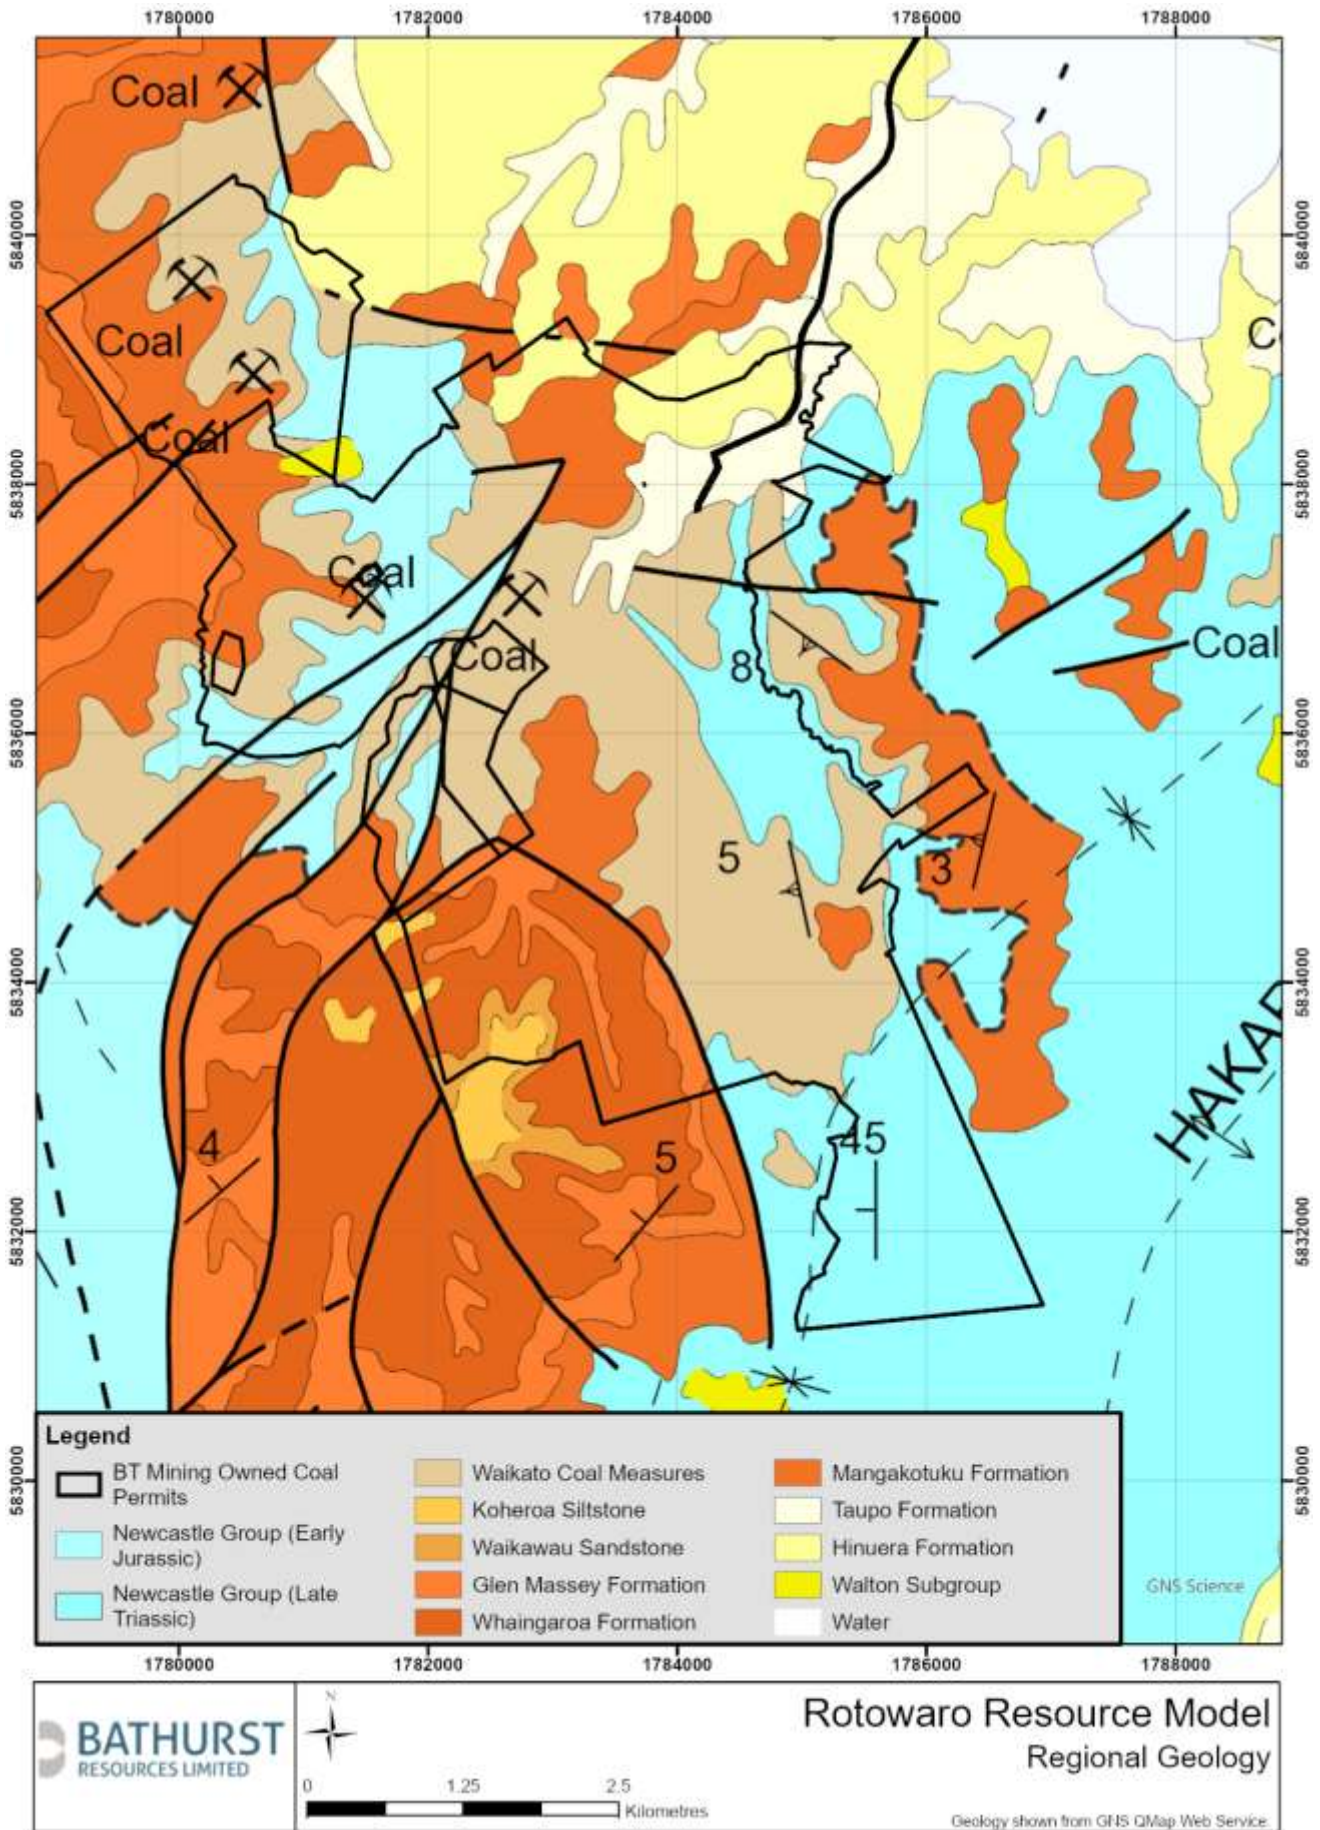 1780000 1782000 1784000 1786000 1788000
Coal
5840000 5840000
Coal
Coal
5838000 5838000
Coal
Coal
Coal
8
5836000 5836000
5
3
5834000 5834000
4
5
45
5832000 5832000
Legend
BT Mining Owned Coal
Permits
Newcastle Group (Early
Jurassic)
Newcastle Group (Late
Triassic)
Waikato Coal Measures
Koheroa Siltstone
Waikawau Sandstone
Glen Massey Formation
Whaingaroa Formation
Mangakotuku Formation
Taupo Formation
Hinuera Formation
Walton Subgroup
Water
GNS Science
5830000 5830000
1780000 1782000 1784000 1786000 1788000
BATHURST
RESOURCES LIMITED
N
0 1.25 2.5
Kilometres
Rotowaro Resource Model
Regional Geology
Geology shown from GNS QMap Web Service.